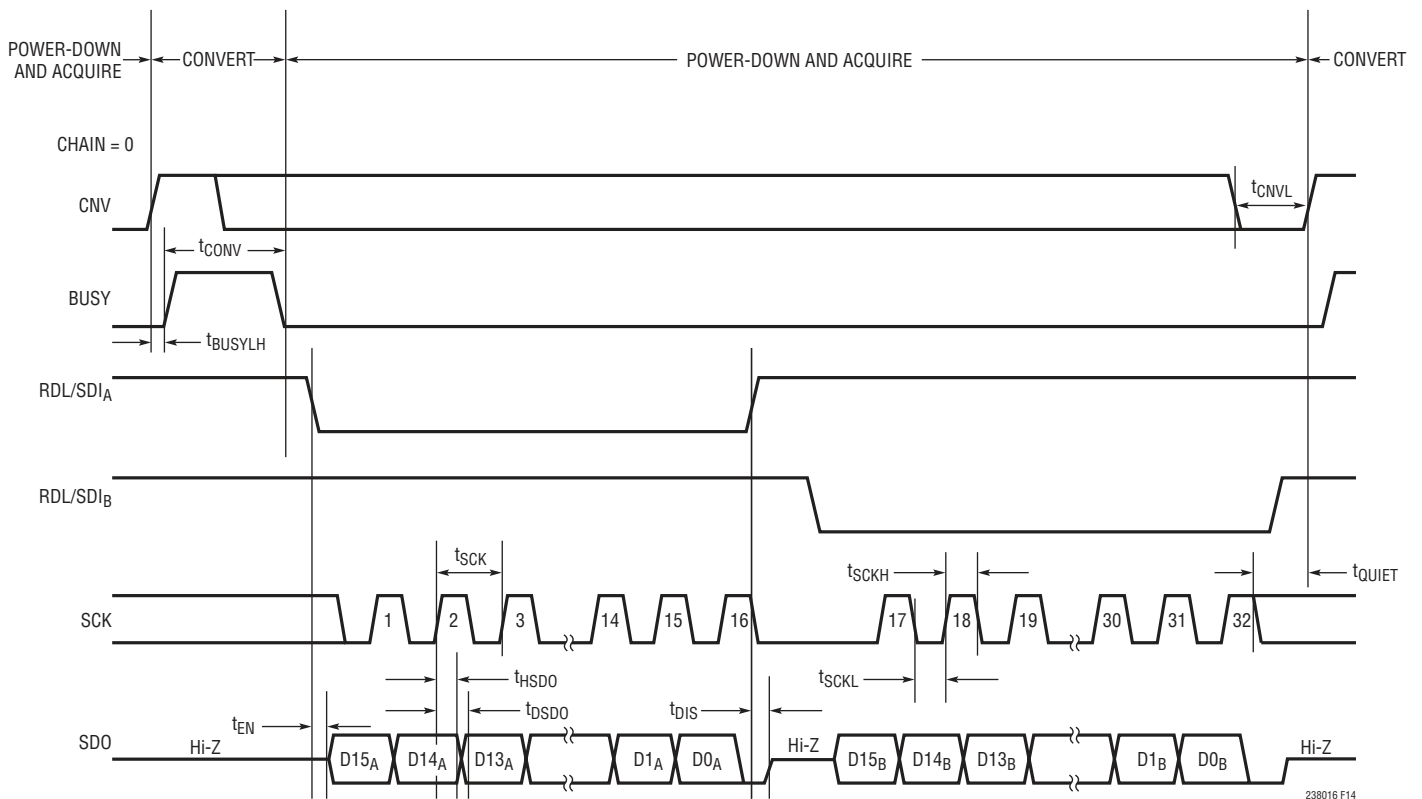 POWER-DOWN
AND ACQUIRE
CONVERT
POWER-DOWN AND ACQUIRE
CONVERT
CHAIN = 0
CNV
tCNVL
tCONV
BUSY
tBUSYLH
RDL/SDIA
RDL/SDIB
tSCK
tSCKH
tQUIET
SCK
1
2
3
14
15
16
17
18
19
30
31
32
tHSDO
tSCKL
tDSDO
tEN
tDIS
SDO
Hi-Z
D15A
D14A
D13A
D1A
D0A
Hi-Z
D15B
D14B
D13B
D1B
D0B
Hi-Z
238016 F14